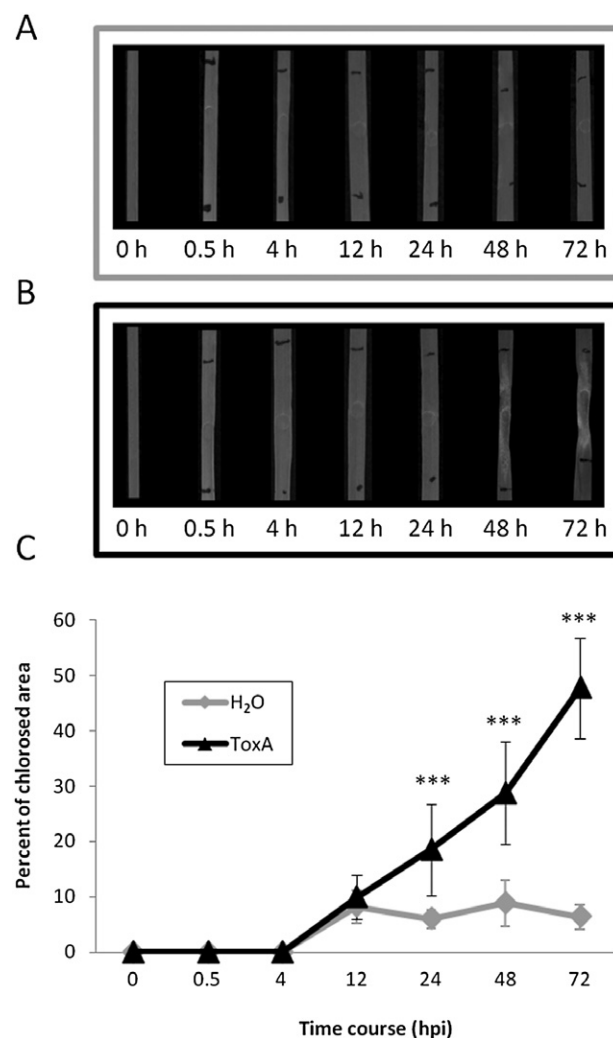 A
0 h 0.5 h 4 h 12 h 24 h 48 h 72 h
B
0 h 0.5 h 4 h 12 h 24 h 48 h 72 h
C
Percent of chlorosed area
60
50
40
30
20
10
0
H₂O
ToxA
***
***
***
0 0.5 4 12 24 48 72
Time course (hpi)